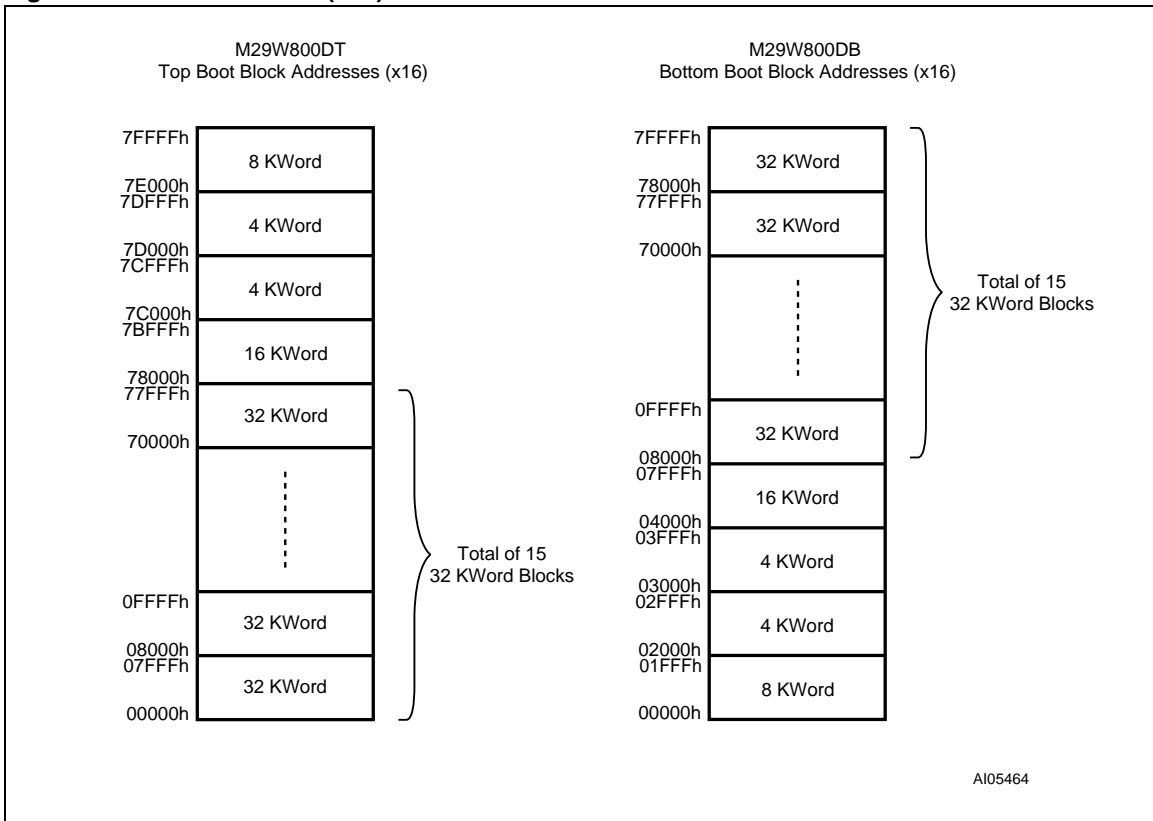 M29W800DT
Top Boot Block Addresses (x16)
7FFFFh
8 KWord
7E000h
7DFFFh
4 KWord
7D000h
7CFFFh
4 KWord
7C000h
7BFFFh
16 KWord
78000h
77FFFh
32 KWord
70000h
Total of 15
32 KWord Blocks
0FFFFh
32 KWord
08000h
07FFFh
32 KWord
00000h
M29W800DB
Bottom Boot Block Addresses (x16)
7FFFFh
32 KWord
78000h
77FFFh
32 KWord
70000h
Total of 15
32 KWord Blocks
0FFFFh
32 KWord
08000h
07FFFh
16 KWord
04000h
03FFFh
4 KWord
03000h
02FFFh
4 KWord
02000h
01FFFh
8 KWord
00000h
AI05464